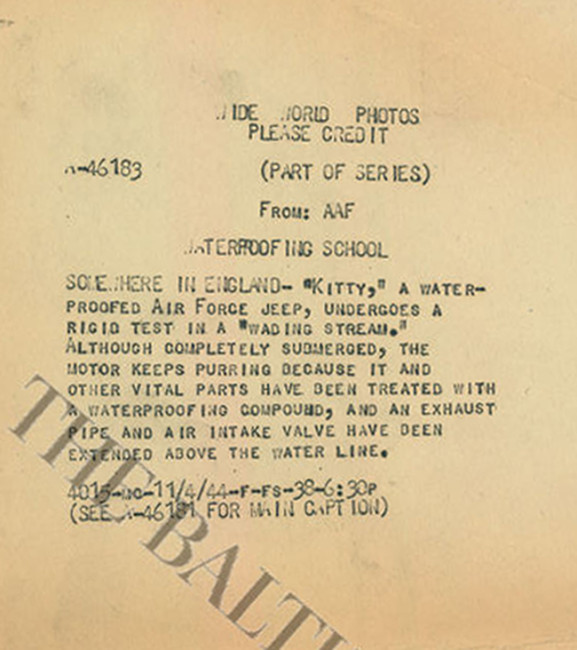 WIDE WORLD PHOTOS
PLEASE CREDIT
A-46183 (PART OF SERIES)
FROM: AAF
WATERPROOFING SCHOOL
SOMEWHERE IN ENGLAND- "KITTY," A WATER-
PROOFED AIR FORCE JEEP, UNDERGOES A
RIGID TEST IN A "WADING STREAM."
ALTHOUGH COMPLETELY SUBMERGED, THE
MOTOR KEEPS PURRING BECAUSE IT AND
OTHER VITAL PARTS HAVE BEEN TREATED WITH
A WATERPROOFING COMPOUND, AND AN EXHAUST
PIPE AND AIR INTAKE VALVE HAVE BEEN
EXTENDED ABOVE THE WATER LINE.
4015-MC-11/4/44-F-FS-38-6:30P
(SEE A-46181 FOR MAIN CAPTION)
THE BALTI